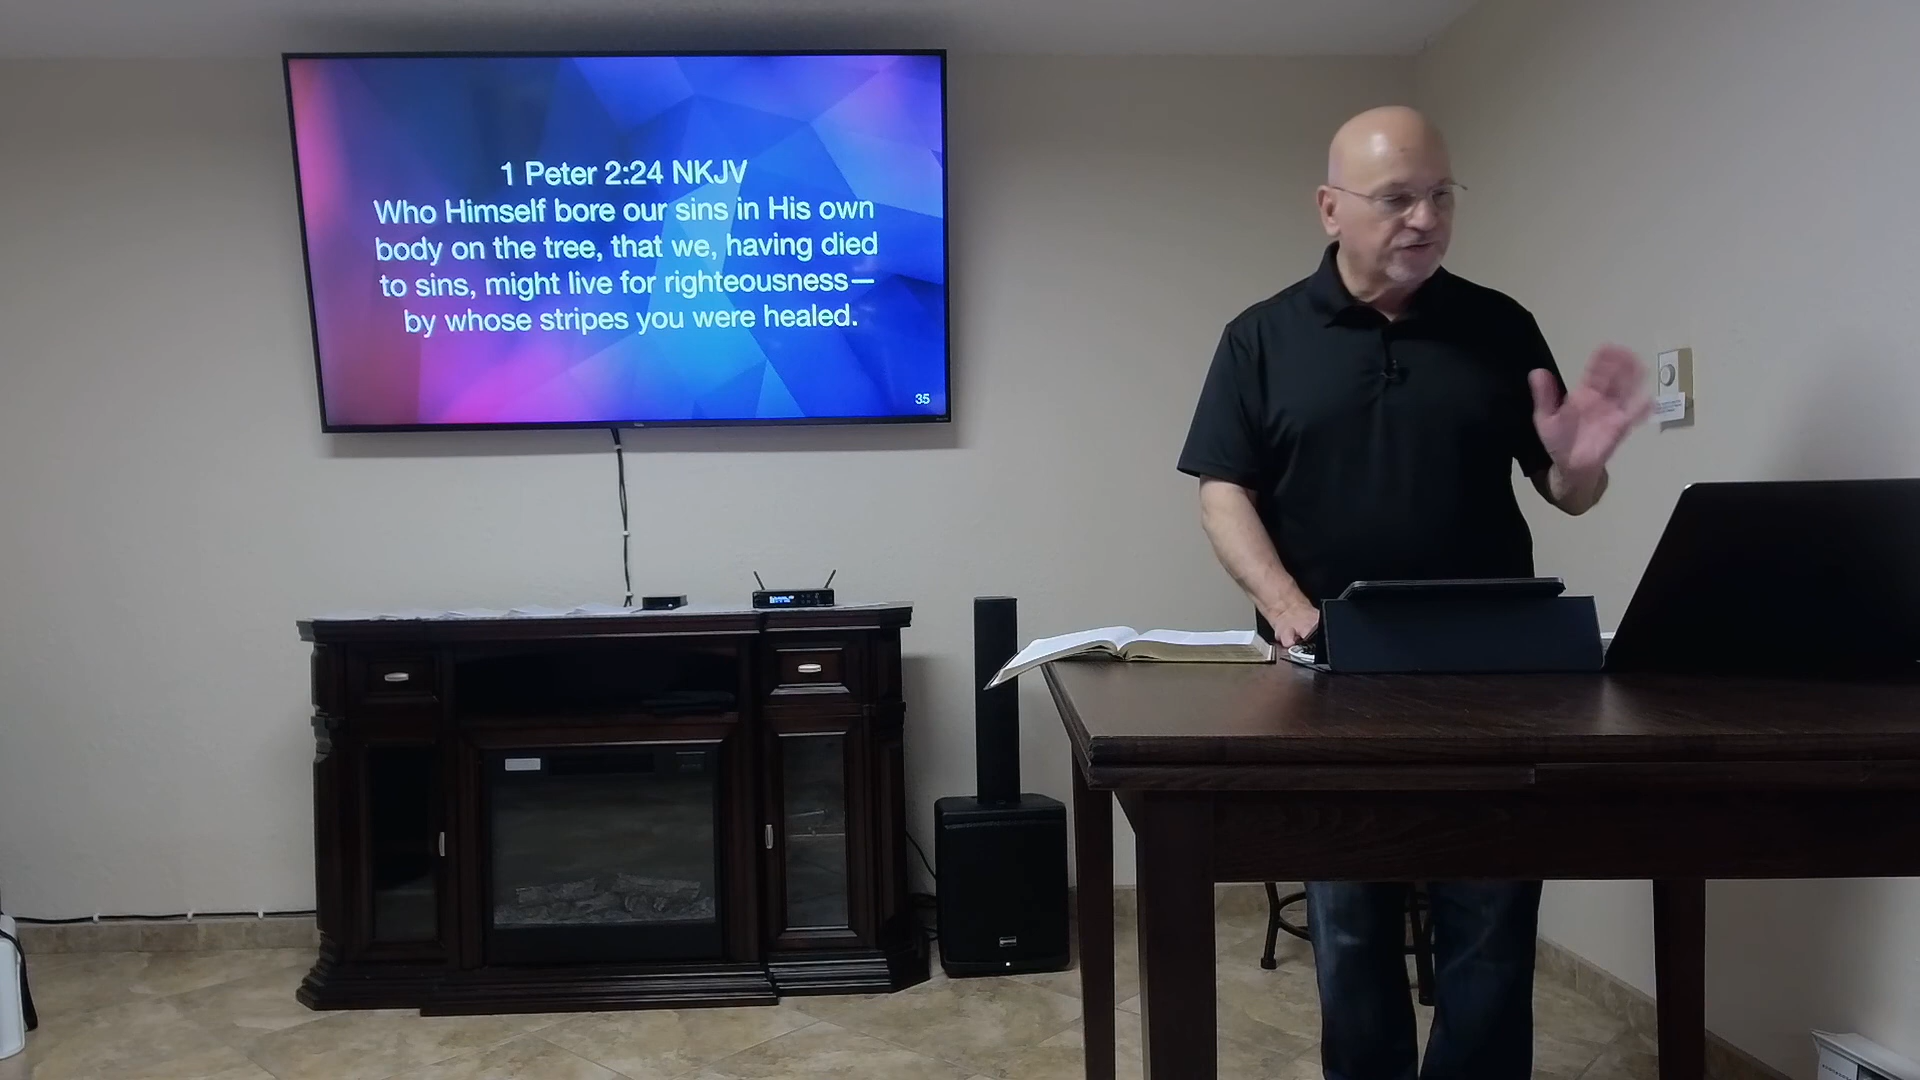 1 Peter 2:24 NKJV
Who Himself bore our sins in His own
body on the tree, that we, having died
to sins, might live for righteousness—
by whose stripes you were healed.
35